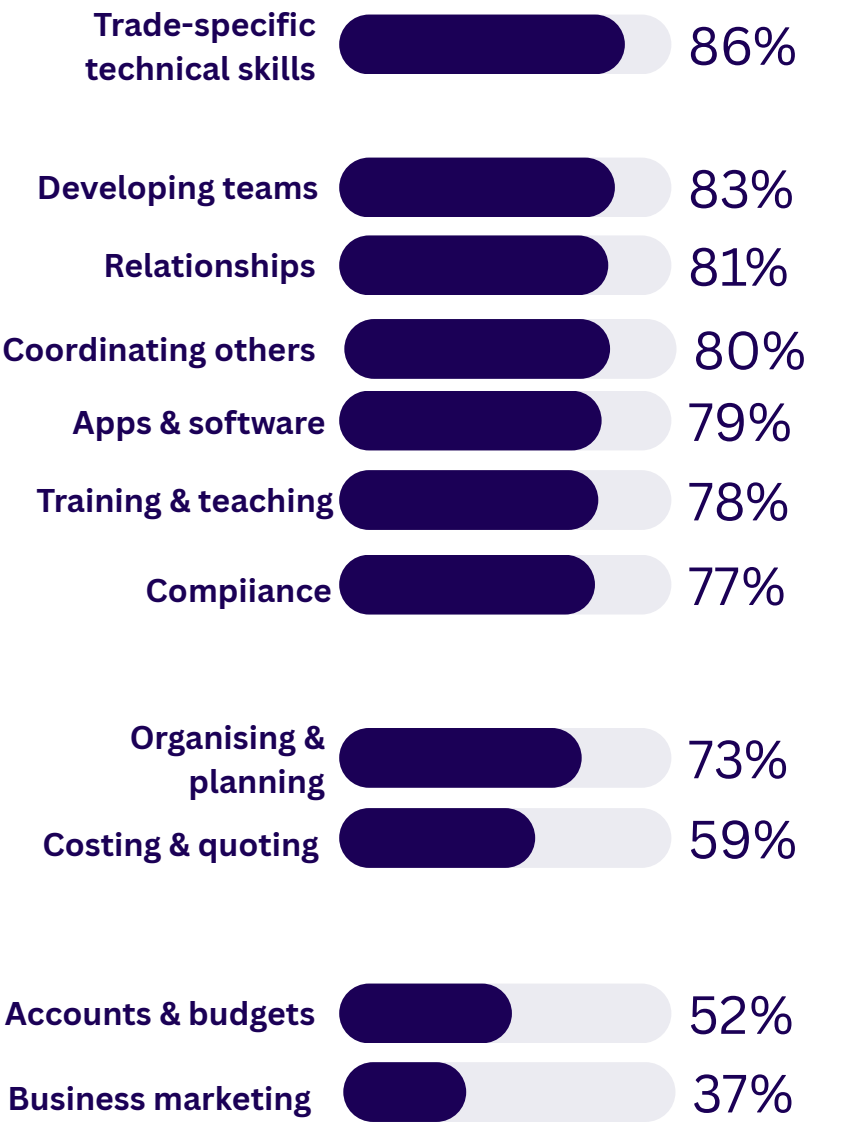 Trade-specific
technical skills
86%
Developing teams
83%
Relationships
81%
Coordinating others
80%
Apps & software
79%
Training & teaching
78%
Compiiance
77%
Organising &
planning
73%
Costing & quoting
59%
Accounts & budgets
52%
Business marketing
37%